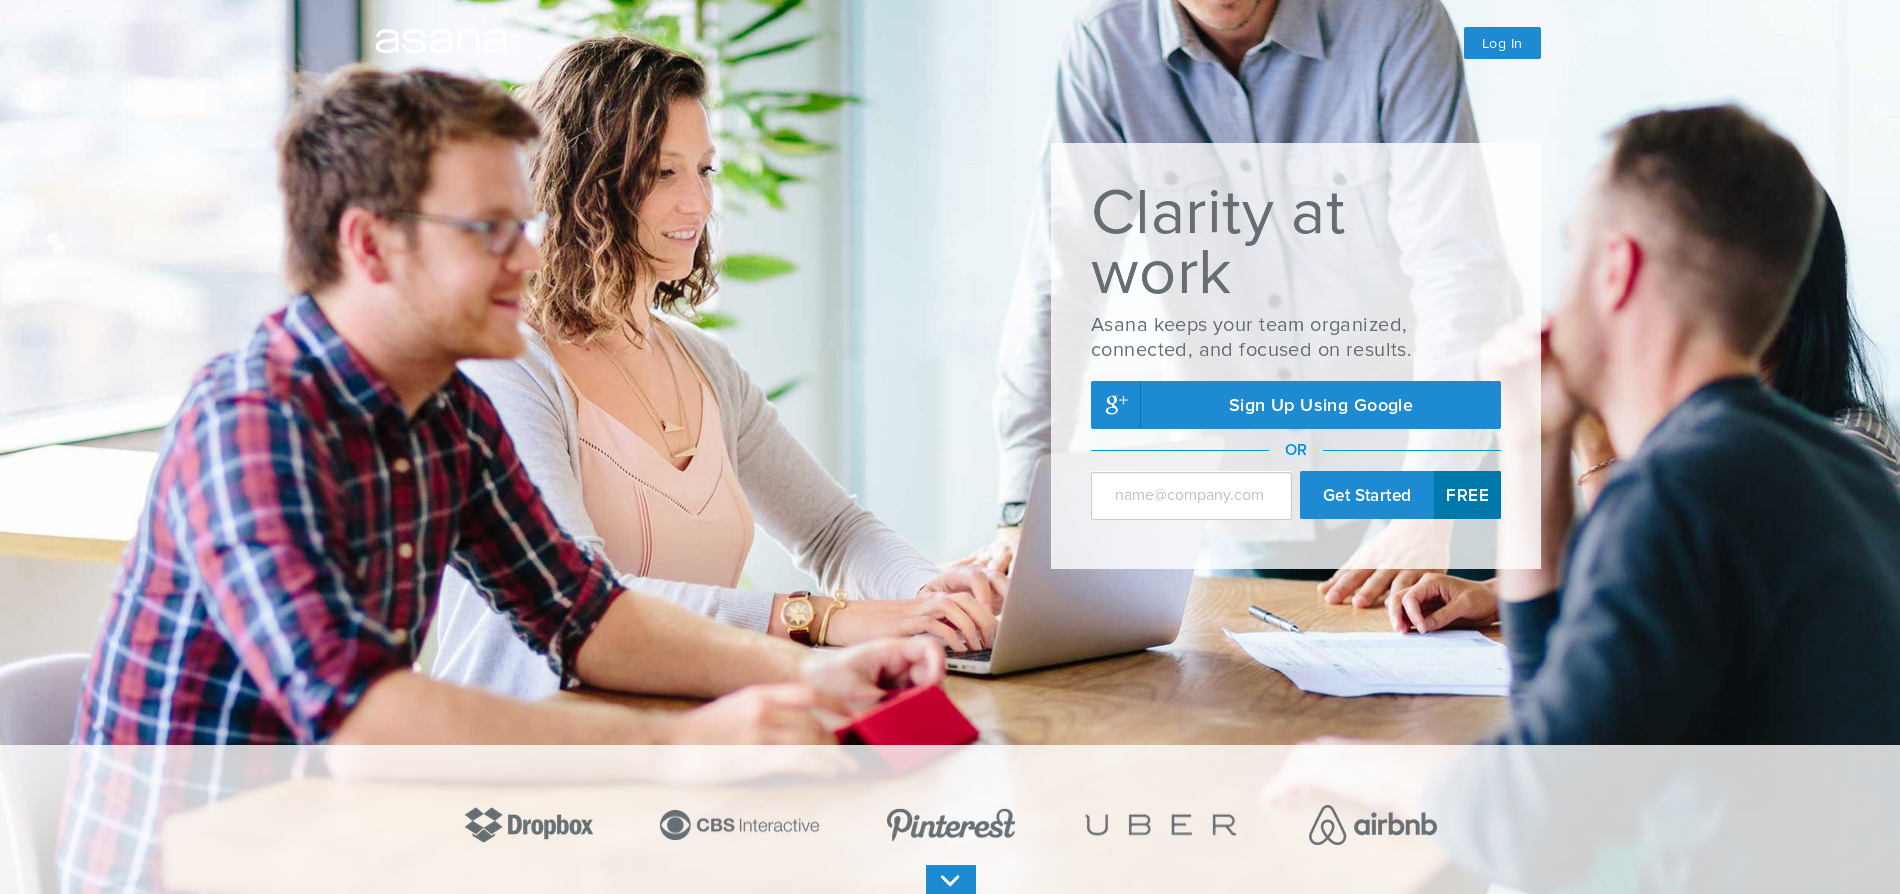 asana:
Log In
Clarity at
work
Asana keeps your team organized,
connected, and focused on results.
g+ Sign Up Using Google
OR
name@company.com Get Started FREE
Dropbox CBS Interactive Pinterest UBER airbnb